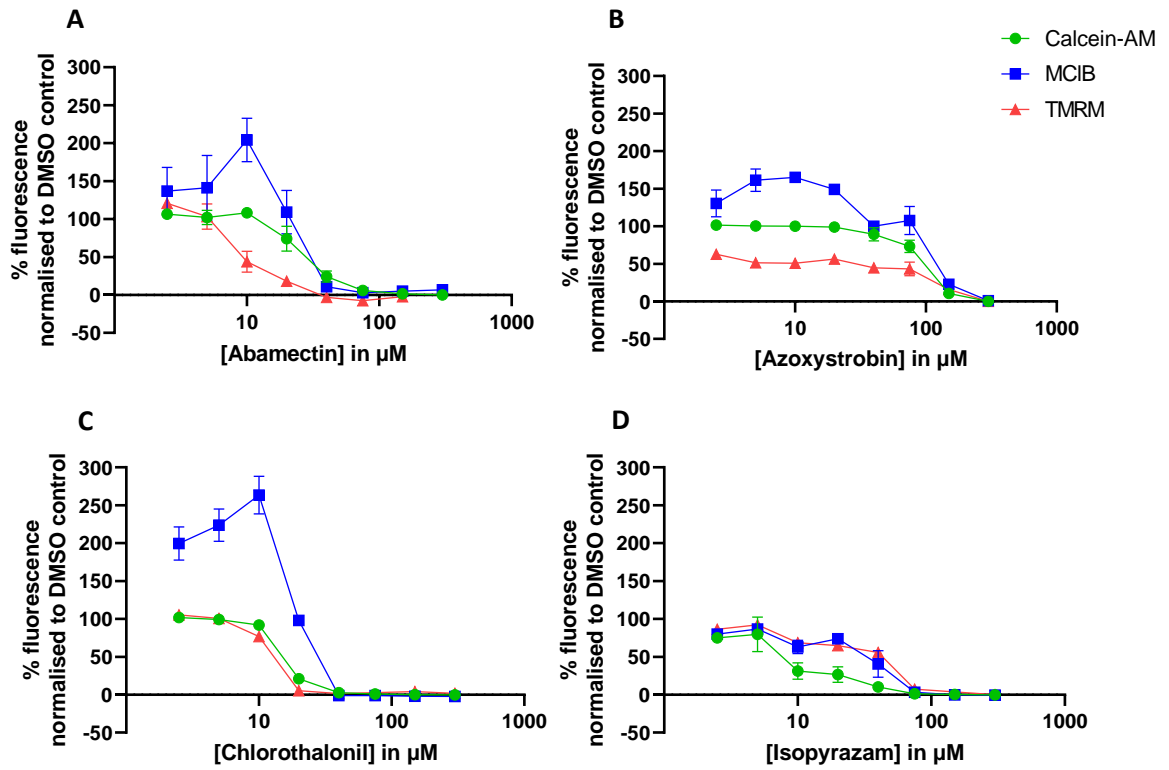 A
B
Calcein-AM
MCIB
TMRM
% fluorescence
normalised to DMSO control
300
250
200
150
100
50
0
-50
10
100
1000
[Abamectin] in µM
% fluorescence
normalised to DMSO control
300
250
200
150
100
50
0
-50
10
100
1000
[Azoxystrobin] in µM
C
D
% fluorescence
normalised to DMSO control
300
250
200
150
100
50
0
-50
10
100
1000
[Chlorothalonil] in µM
% fluorescence
normalised to DMSO control
300
250
200
150
100
50
0
-50
10
100
1000
[Isopyrazam] in µM